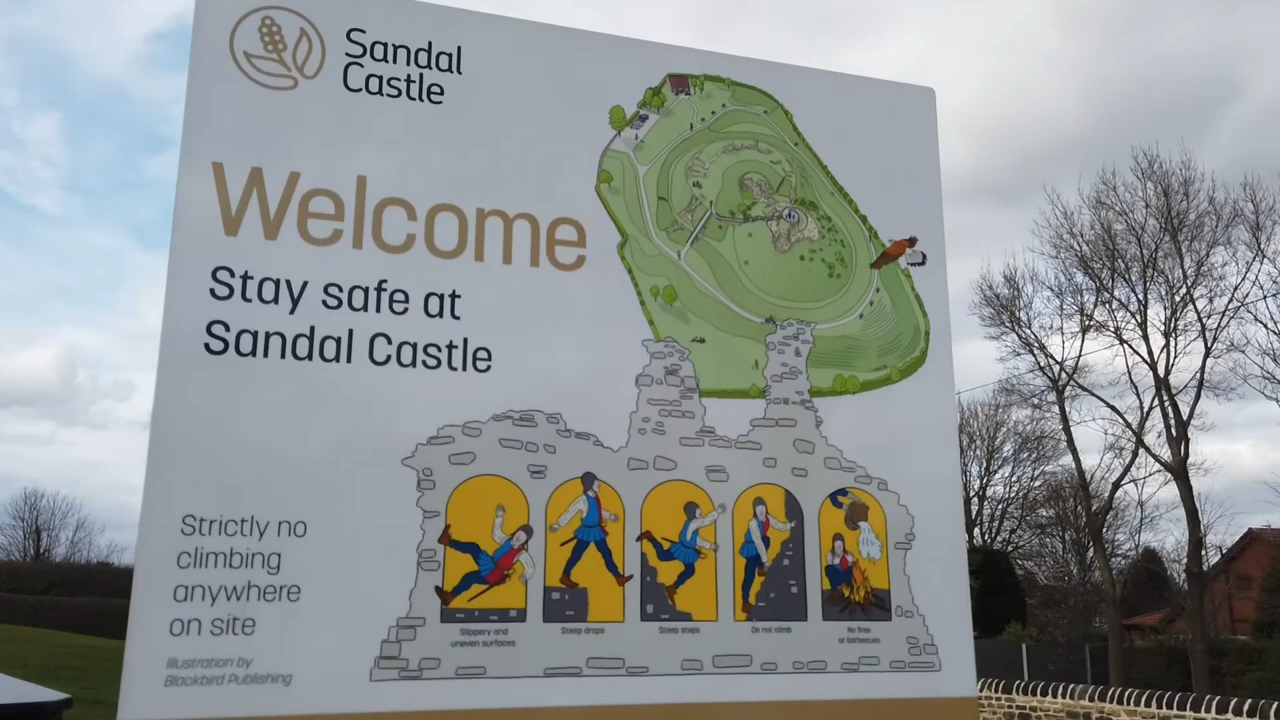 Sandal
Castle
Welcome
Stay safe at
Sandal Castle
Strictly no
climbing
anywhere
on site
Illustration by
Blackbird Publishing
Slippery and
uneven surfaces
Steep drops
Steep steps
Do not climb
No fires
or barbecues